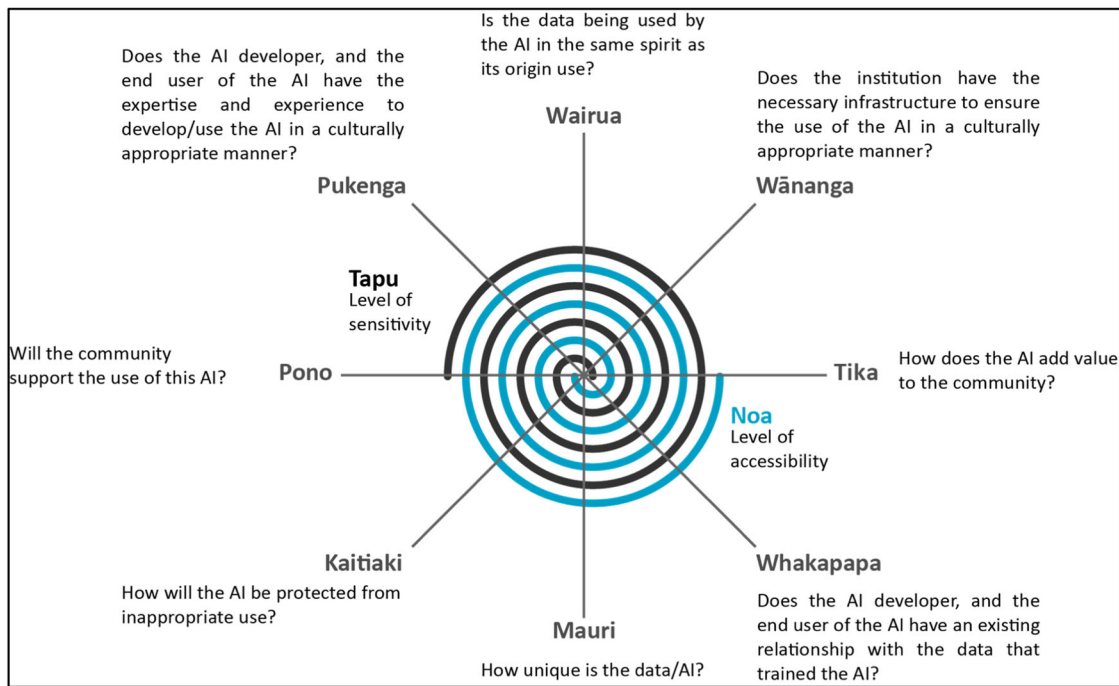 Is the data being used by
the AI in the same spirit as
its origin use?
Wairua
Does the AI developer, and the
end user of the AI have the
expertise and experience to
develop/use the AI in a culturally
appropriate manner?
Pukenga
Does the institution have the
necessary infrastructure to ensure
the use of the AI in a culturally
appropriate manner?
Wānanga
Tapu
Level of
sensitivity
Will the community
support the use of this AI?
Pono
Tika
How does the AI add value
to the community?
Noa
Level of
accessibility
Kaitiaki
How will the AI be protected from
inappropriate use?
Mauri
How unique is the data/AI?
Whakapapa
Does the AI developer, and the
end user of the AI have an existing
relationship with the data that
trained the AI?